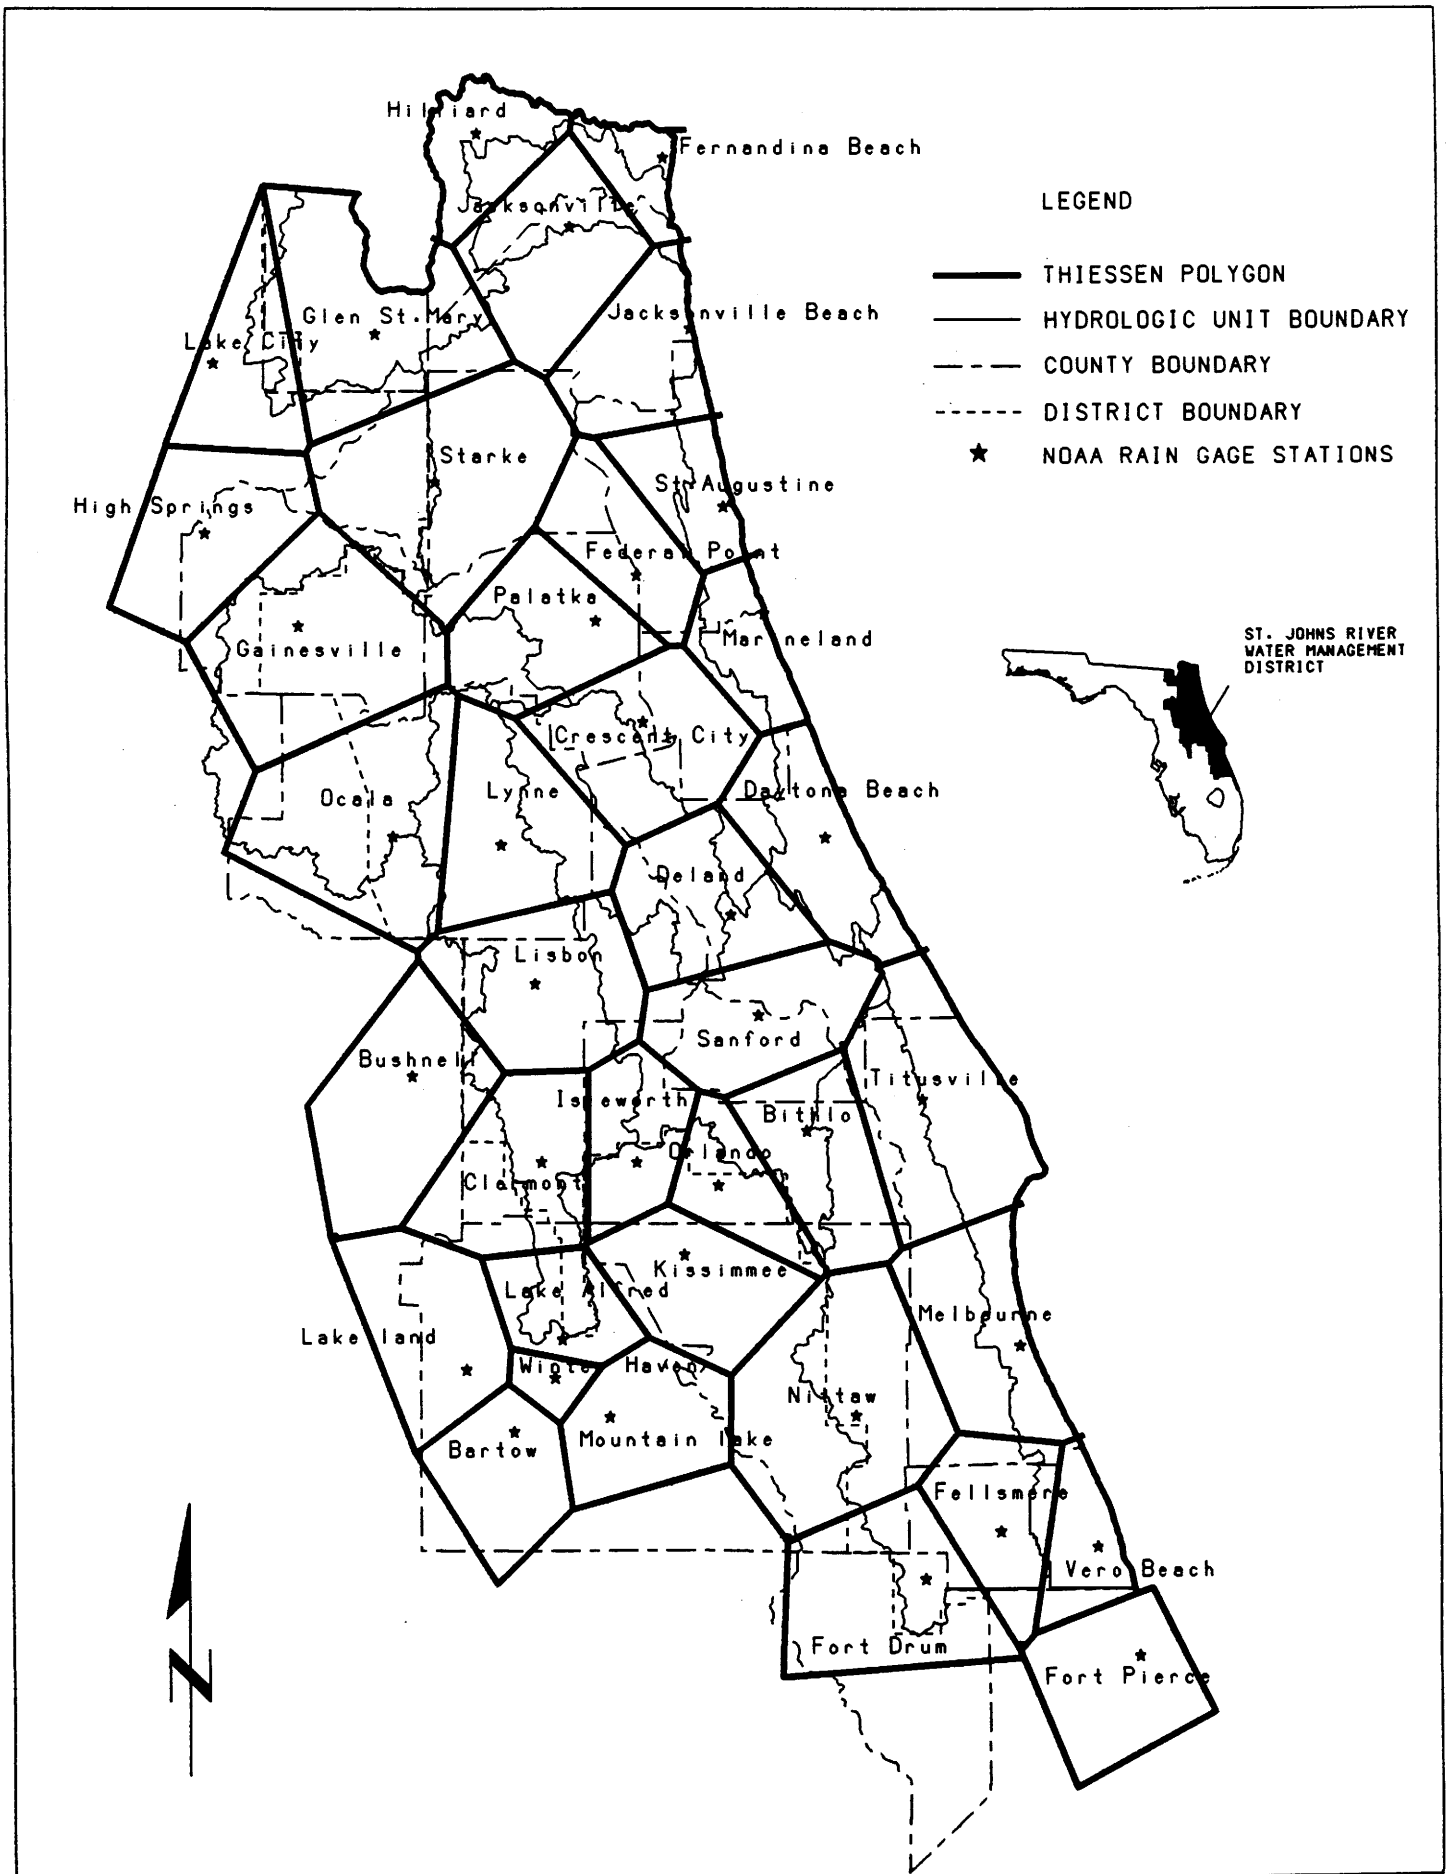 Hilliard
Fernandina Beach
LEGEND
Jacksonville
THIESSEN POLYGON
Glen St.Mary
Jacksonville Beach
HYDROLOGIC UNIT BOUNDARY
Lake City
COUNTY BOUNDARY
DISTRICT BOUNDARY
Starke
NOAA RAIN GAGE STATIONS
St.Augustine
High Springs
Federal Point
Palatka
Marineland
Gainesville
ST. JOHNS RIVER
WATER MANAGEMENT
DISTRICT
Crescent City
Ocala
Lynne
Daytona Beach
Deland
Lisbon
Sanford
Bushnell
Titusville
Isleworth
Bithlo
Orlando
Clermont
Kissimmee
Lake Alfred
Melbourne
Lake land
Winter Haven
Nittaw
Bartow
Mountain lake
Fellsmere
Vero Beach
Fort Drum
Fort Pierce
N